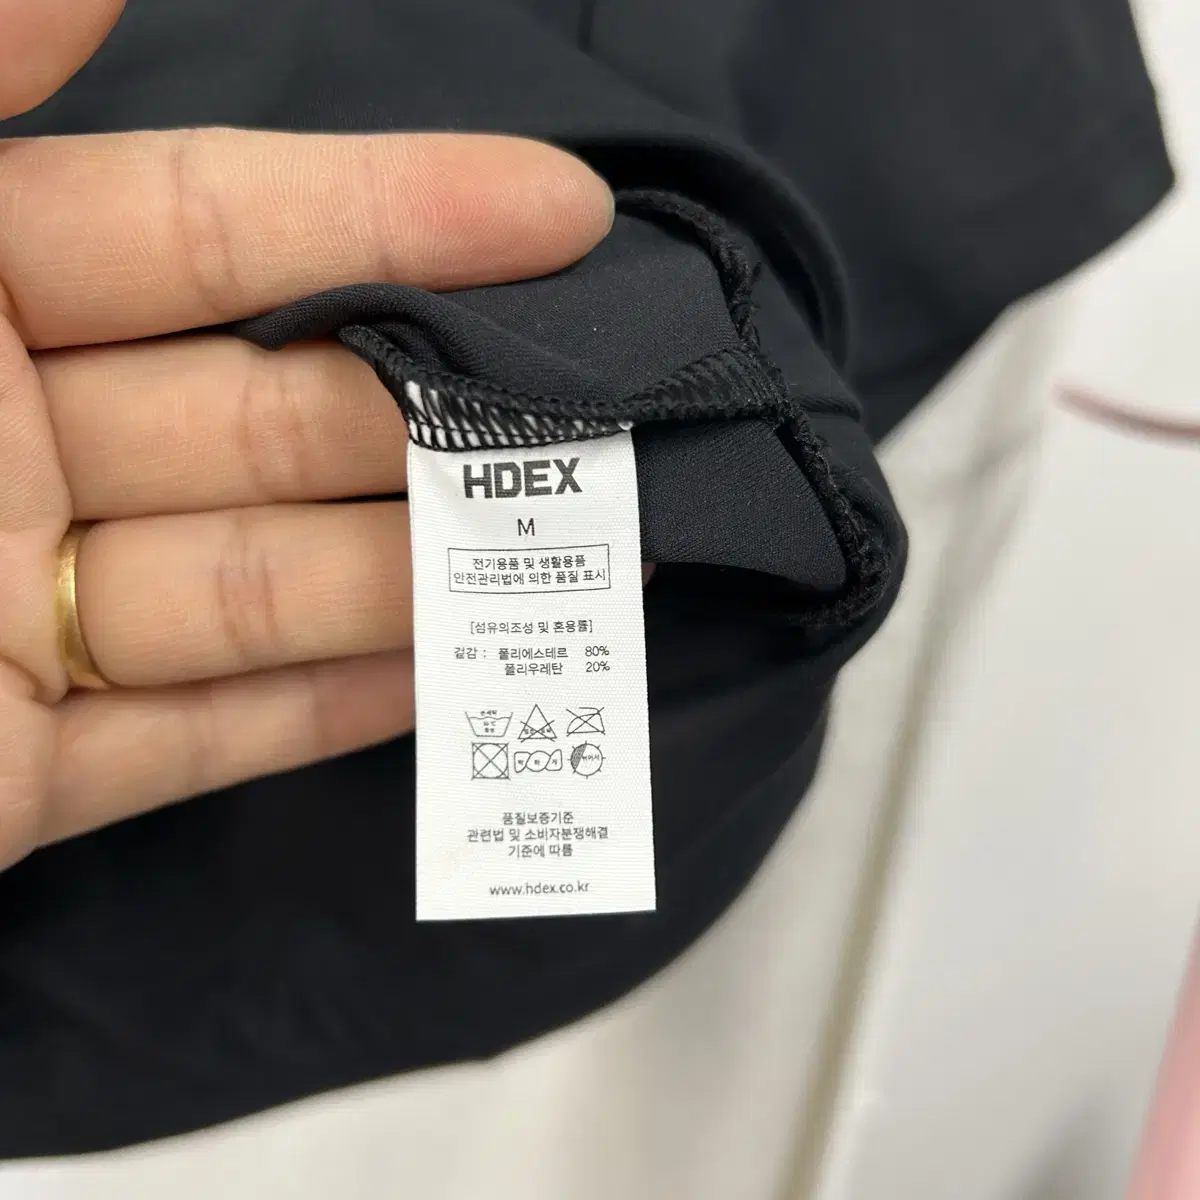 HDEX
M
전기용품 및 생활용품
안전관리법에 의한 품질 표시
[섬유의조성 및 혼용률]
겉감 : 폴리에스테르 80%
폴리우레탄 20%
품질보증기준
관련법 및 소비자분쟁해결
기준에 따름
www.hdex.co.kr